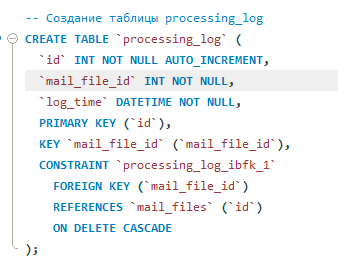 -- Создание таблицы processing_log
CREATE TABLE `processing_log` (
`id` INT NOT NULL AUTO_INCREMENT,
`mail_file_id` INT NOT NULL,
`log_time` DATETIME NOT NULL,
PRIMARY KEY (`id`),
KEY `mail_file_id` (`mail_file_id`),
CONSTRAINT `processing_log_ibfk_1`
FOREIGN KEY (`mail_file_id`)
REFERENCES `mail_files` (`id`)
ON DELETE CASCADE
);